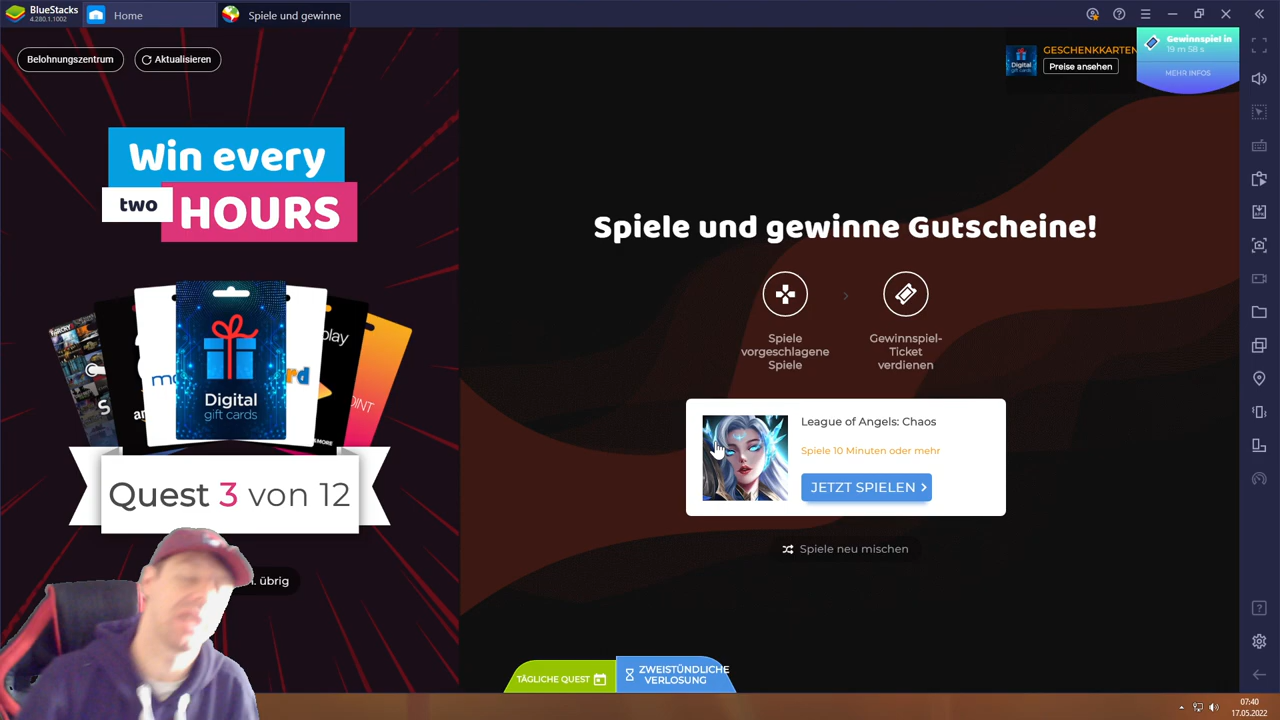 BlueStacks
4.280.1.1002
Home
Spiele und gewinne
Belohnungszentrum
Aktualisieren
GESCHENKKARTEN
Preise ansehen
Digital
gift cards
Gewinnspiel in
19 m 58 s
MEHR INFOS
Win every
two
HOURS
Digital
gift cards
Quest 3 von 12
übrig
Spiele und gewinne Gutscheine!
Spiele
vorgeschlagene
Spiele
Gewinnspiel-
Ticket
verdienen
League of Angels: Chaos
Spiele 10 Minuten oder mehr
JETZT SPIELEN
Spiele neu mischen
TÄGLICHE QUEST
ZWEISTÜNDLICHE
VERLOSUNG
07:40
17.05.2022